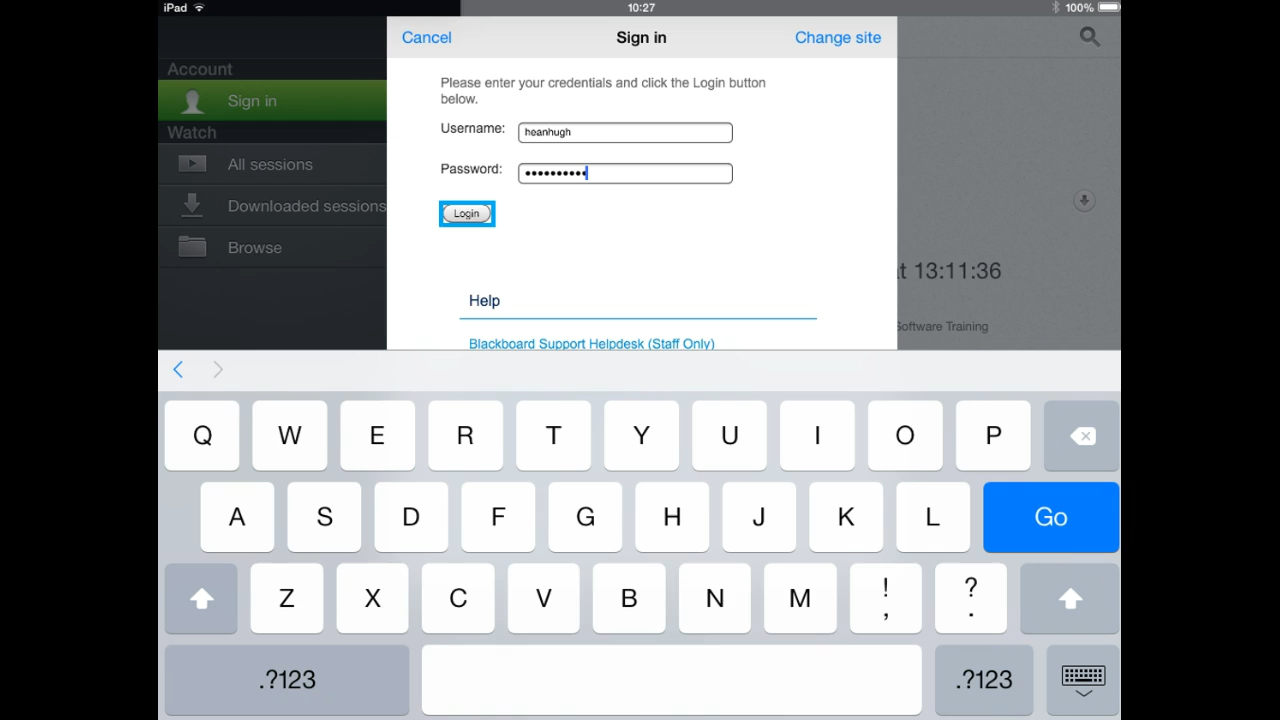 iPad 10:27 100%
Cancel Sign in Change site
Account
Sign in
Watch
All sessions
Downloaded sessions
Browse
Please enter your credentials and click the Login button
below.
Username: heanhugh
Password: ••••••••••
Login
Help
Blackboard Support Helpdesk (Staff Only)
at 13:11:36
Software Training
Q W E R T Y U I O P
A S D F G H J K L Go
Z X C V B N M ! , ? .
.?123 .?123